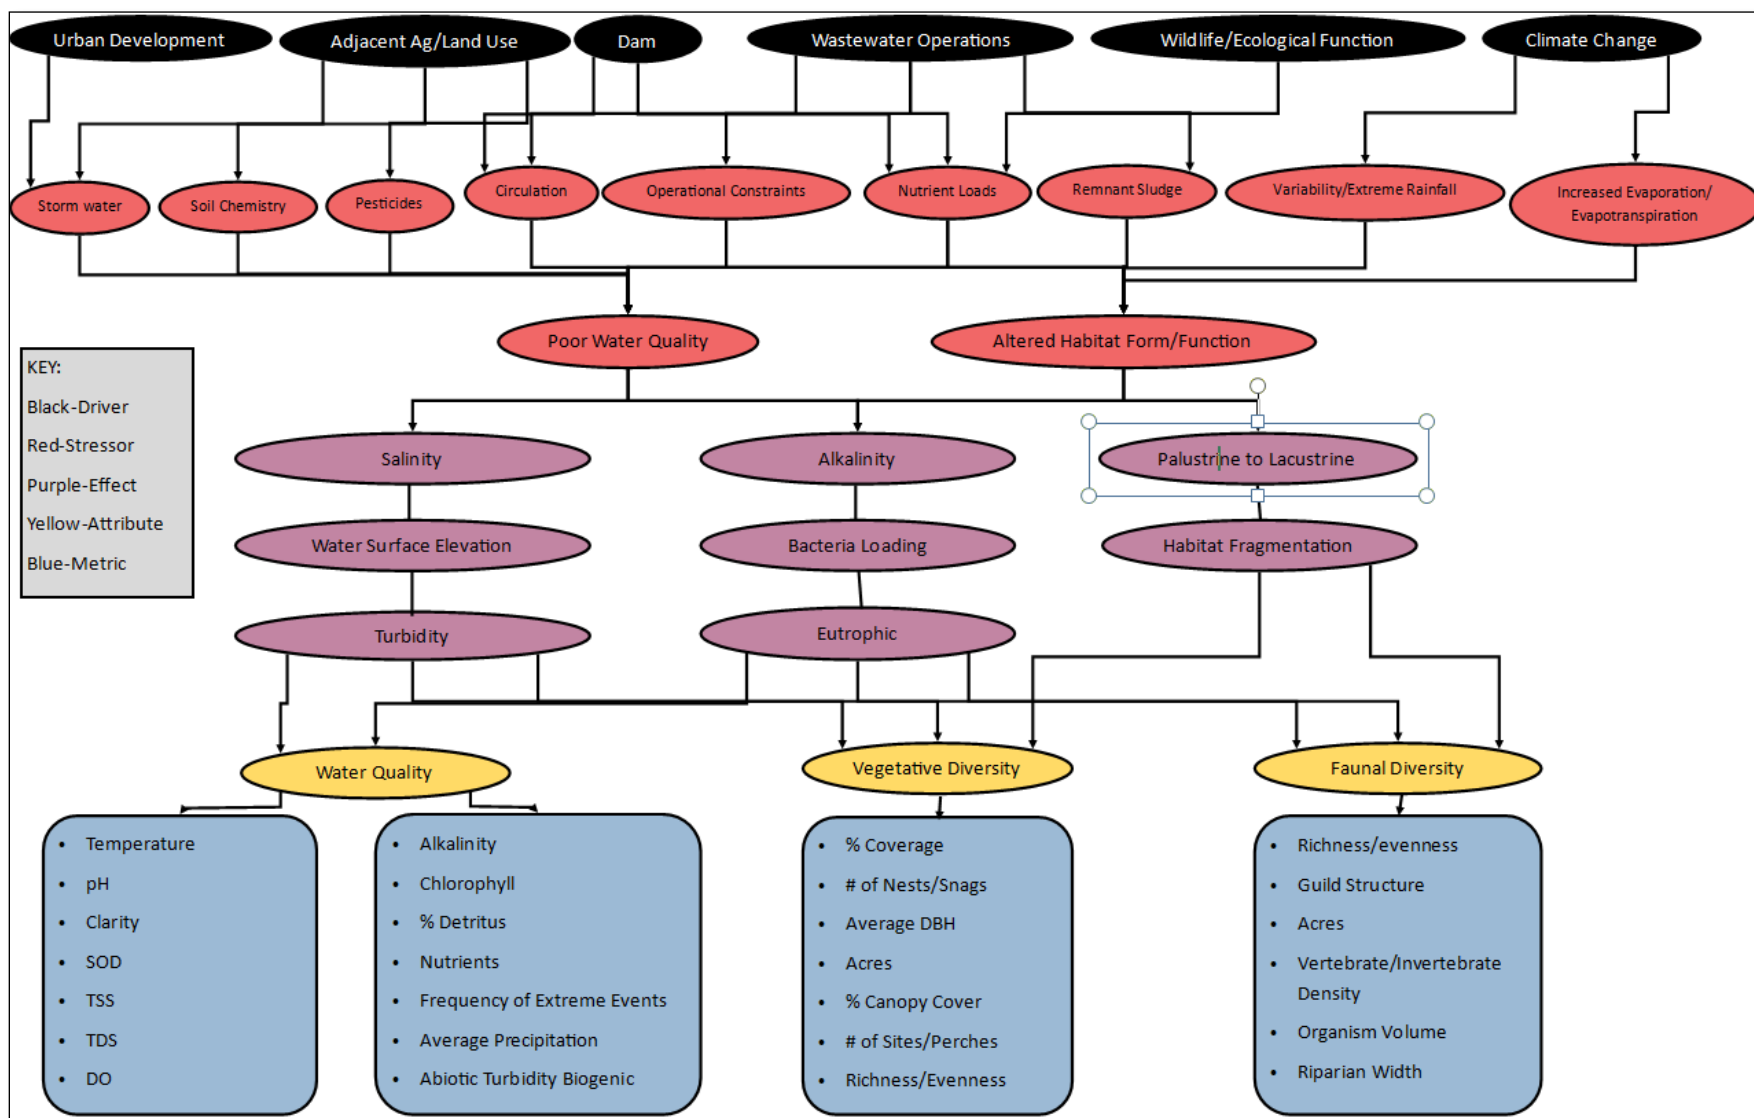 Urban Development
Adjacent Ag/Land Use
Dam
Wastewater Operations
Wildlife/Ecological Function
Climate Change
Storm water
Soil Chemistry
Pesticides
Circulation
Operational Constraints
Nutrient Loads
Remnant Sludge
Variability/Extreme Rainfall
Increased Evaporation/
Evapotranspiration
Poor Water Quality
Altered Habitat Form/Function
KEY:
Black-Driver
Red-Stressor
Purple-Effect
Yellow-Attribute
Blue-Metric
Salinity
Alkalinity
Palustrine to Lacustrine
Water Surface Elevation
Bacteria Loading
Habitat Fragmentation
Turbidity
Eutrophic
Water Quality
Vegetative Diversity
Faunal Diversity
• Temperature
• pH
• Clarity
• SOD
• TSS
• TDS
• DO
• Alkalinity
• Chlorophyll
• % Detritus
• Nutrients
• Frequency of Extreme Events
• Average Precipitation
• Abiotic Turbidity Biogenic
• % Coverage
• # of Nests/Snags
• Average DBH
• Acres
• % Canopy Cover
• # of Sites/Perches
• Richness/Evenness
• Richness/evenness
• Guild Structure
• Acres
• Vertebrate/Invertebrate
Density
• Organism Volume
• Riparian Width